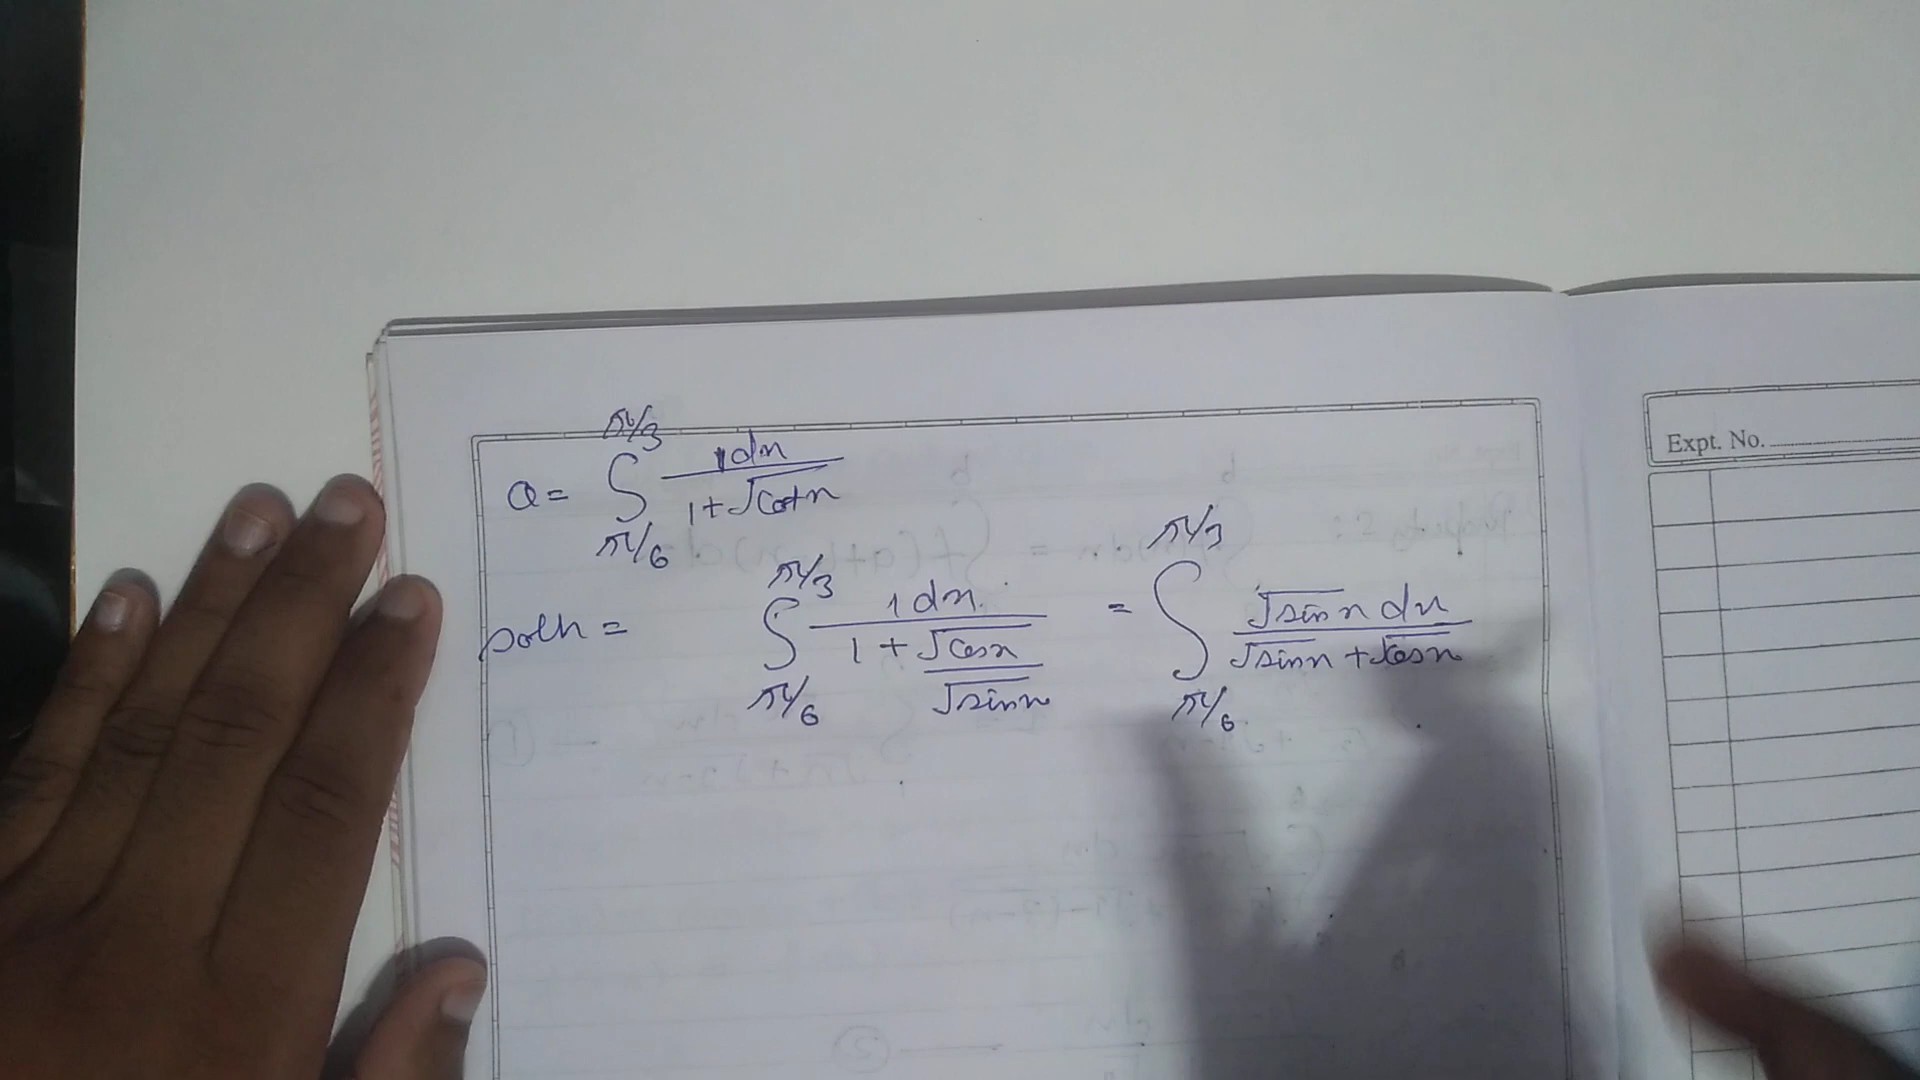 Q = ∫_{π/6}^{π/3} 1dx / 1+√cotx
soln = ∫_{π/6}^{π/3} 1dx. / 1 + √cosx/√sinx = ∫_{π/6}^{π/3} √sinx dx / √sinx + √cosx
Expt. No.